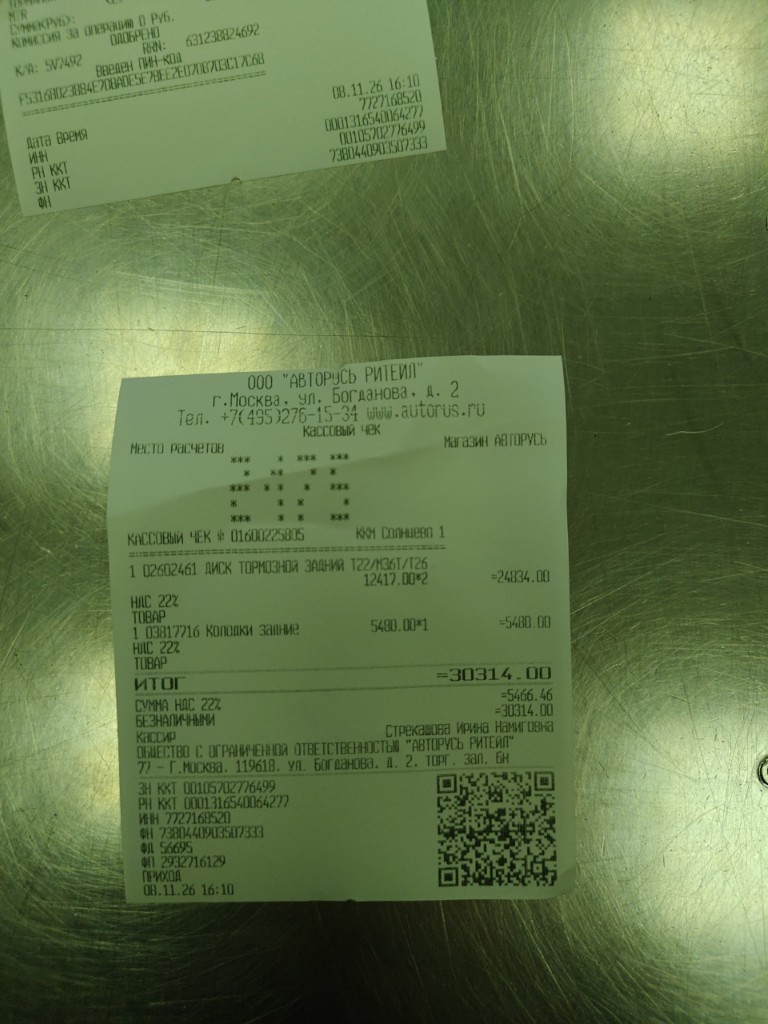 СУММА(РУБ):
КОМИССИЯ ЗА ОПЕРАЦИЮ 0 РУБ.
ОДОБРЕНО
К/А: 5V7492 RRN: 631238824692
ВВЕДЕН ПИН-КОД
ДАТА ВРЕМЯ 08.11.26 16:10
ИНН 7727168520
РН ККТ 0001316540064277
ЗН ККТ 00105702776499
ФН 7380440903507333
ООО "АВТОРУСЬ РИТЕЙЛ"
г.Москва, ул. Богданова, д. 2
Тел. +7(495)276-15-34 www.autorus.ru
КАССОВЫЙ ЧЕК
МЕСТО РАСЧЕТОВ Магазин АВТОРУСЬ
*** * *** ***
* ** * *
*** * * * ***
* * * *
*** * * ***
КАССОВЫЙ ЧЕК # 01600225805 ККМ Солнцево 1
1 02602461 ДИСК ТОРМОЗНОЙ ЗАДНИЙ T22/M36T/T26
12417.00*2 =24834.00
НДС 22%
ТОВАР
1 03817716 Колодки задние 5480.00*1 =5480.00
НДС 22%
ТОВАР
ИТОГ =30314.00
СУММА НДС 22% =5466.46
БЕЗНАЛИЧНЫМИ =30314.00
Кассир Стрекашова Ирина Намиговна
ОБЩЕСТВО С ОГРАНИЧЕННОЙ ОТВЕТСТВЕННОСТЬЮ "АВТОРУСЬ РИТЕЙЛ"
77 - Г.Москва, 119618, ул. Богданова, д. 2, торг. зал. БН
ЗН ККТ 00105702776499
РН ККТ 0001316540064277
ИНН 7727168520
ФН 7380440903507333
ФД 56695
ФП 2932716129
ПРИХОД
08.11.26 16:10